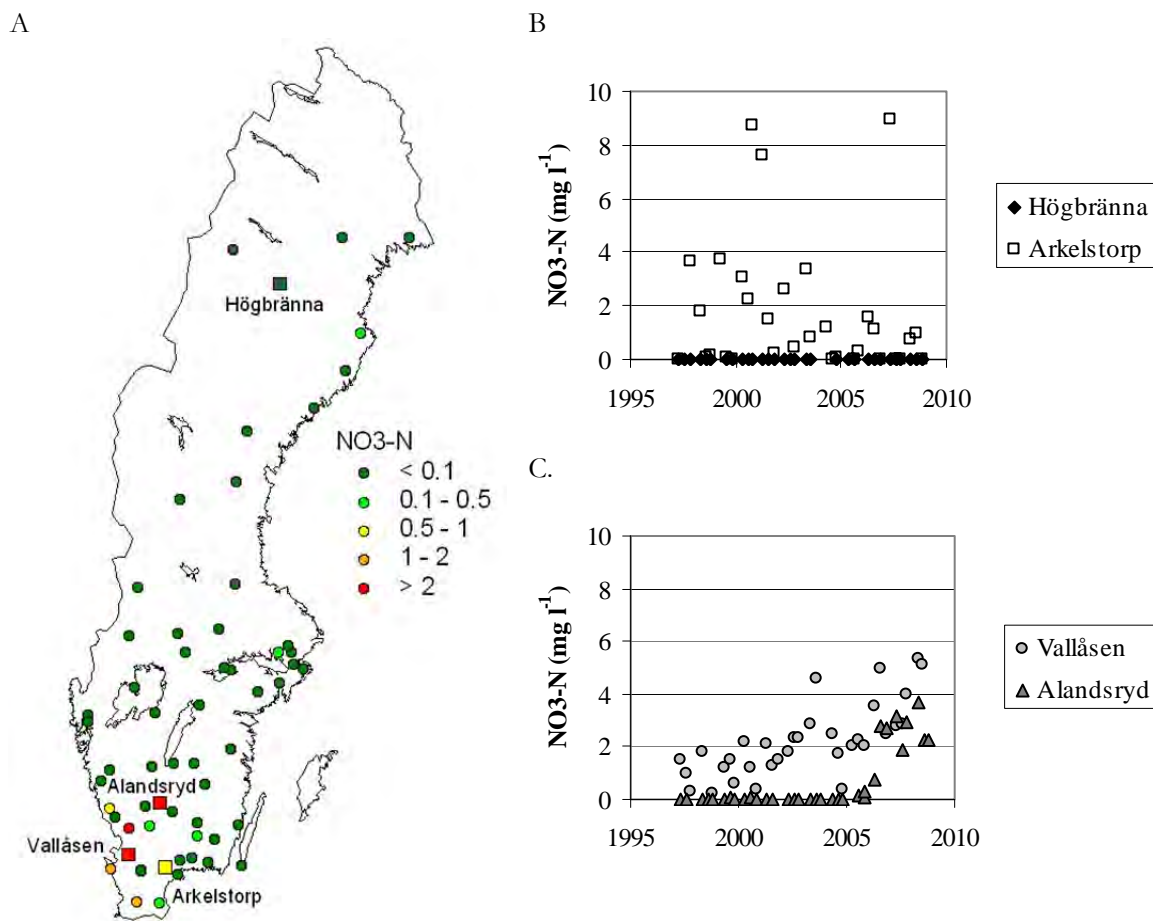 A
Högbränna
NO3-N
< 0.1
0.1 - 0.5
0.5 - 1
1 - 2
> 2
Alandsryd
Vallåsen
Arkelstorp
B
NO3-N (mg l-1)
10
8
6
4
2
0
1995 2000 2005 2010
Högbränna
Arkelstorp
C.
NO3-N (mg l-1)
10
8
6
4
2
0
1995 2000 2005 2010
Vallåsen
Alandsryd